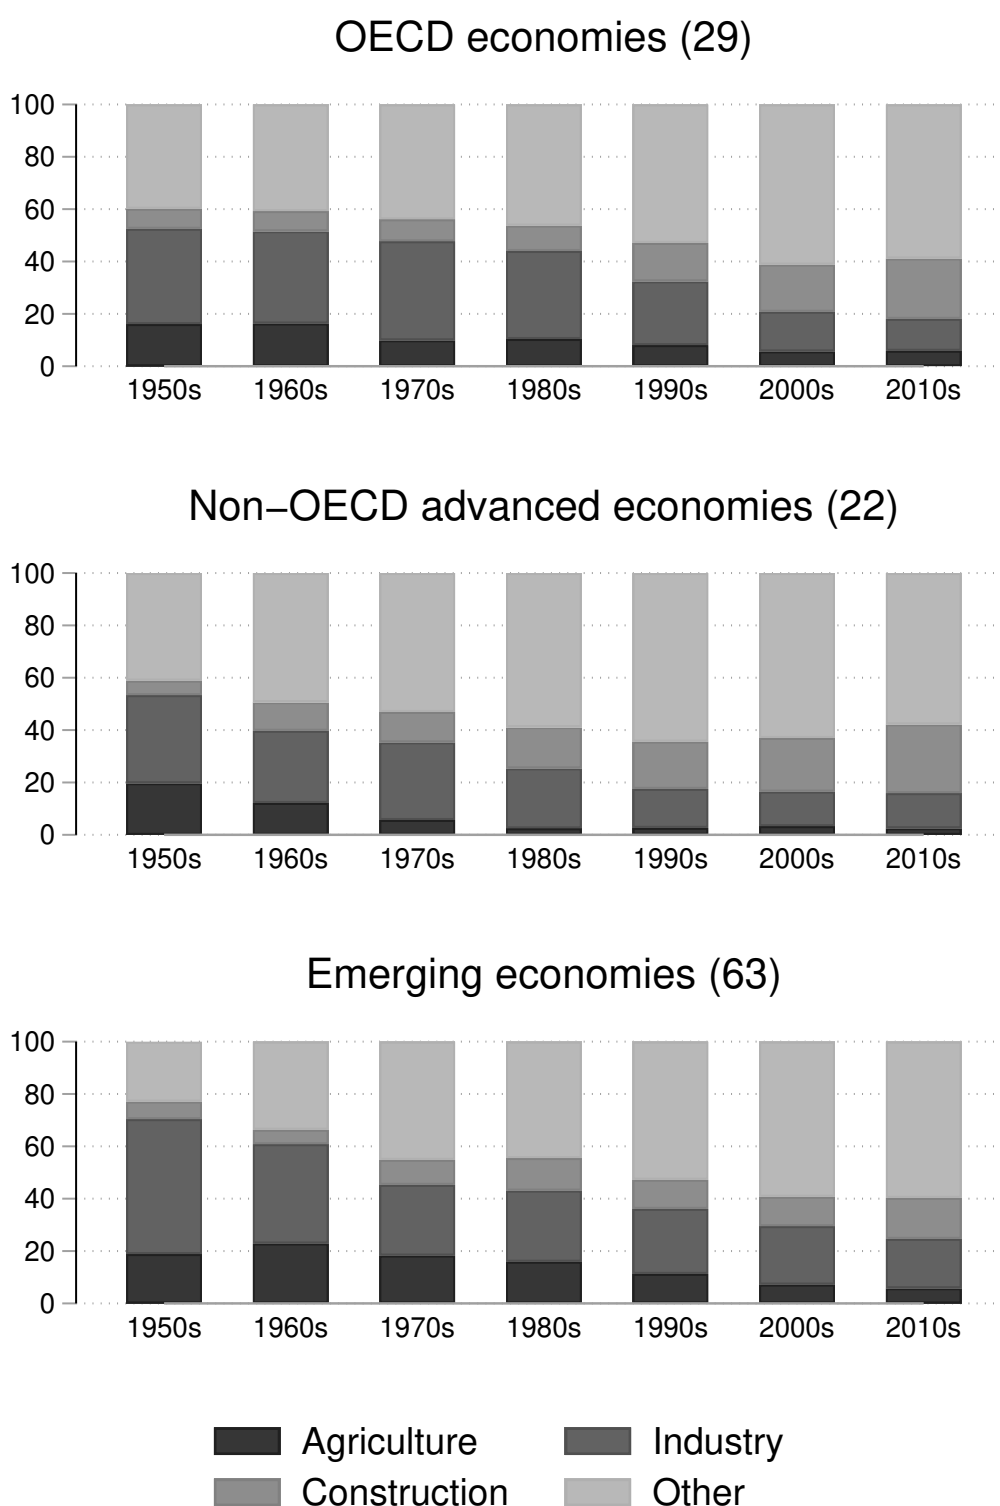 OECD economies (29)
100
80
60
40
20
0
1950s 1960s 1970s 1980s 1990s 2000s 2010s
Non−OECD advanced economies (22)
100
80
60
40
20
0
1950s 1960s 1970s 1980s 1990s 2000s 2010s
Emerging economies (63)
100
80
60
40
20
0
1950s 1960s 1970s 1980s 1990s 2000s 2010s
Agriculture Industry
Construction Other